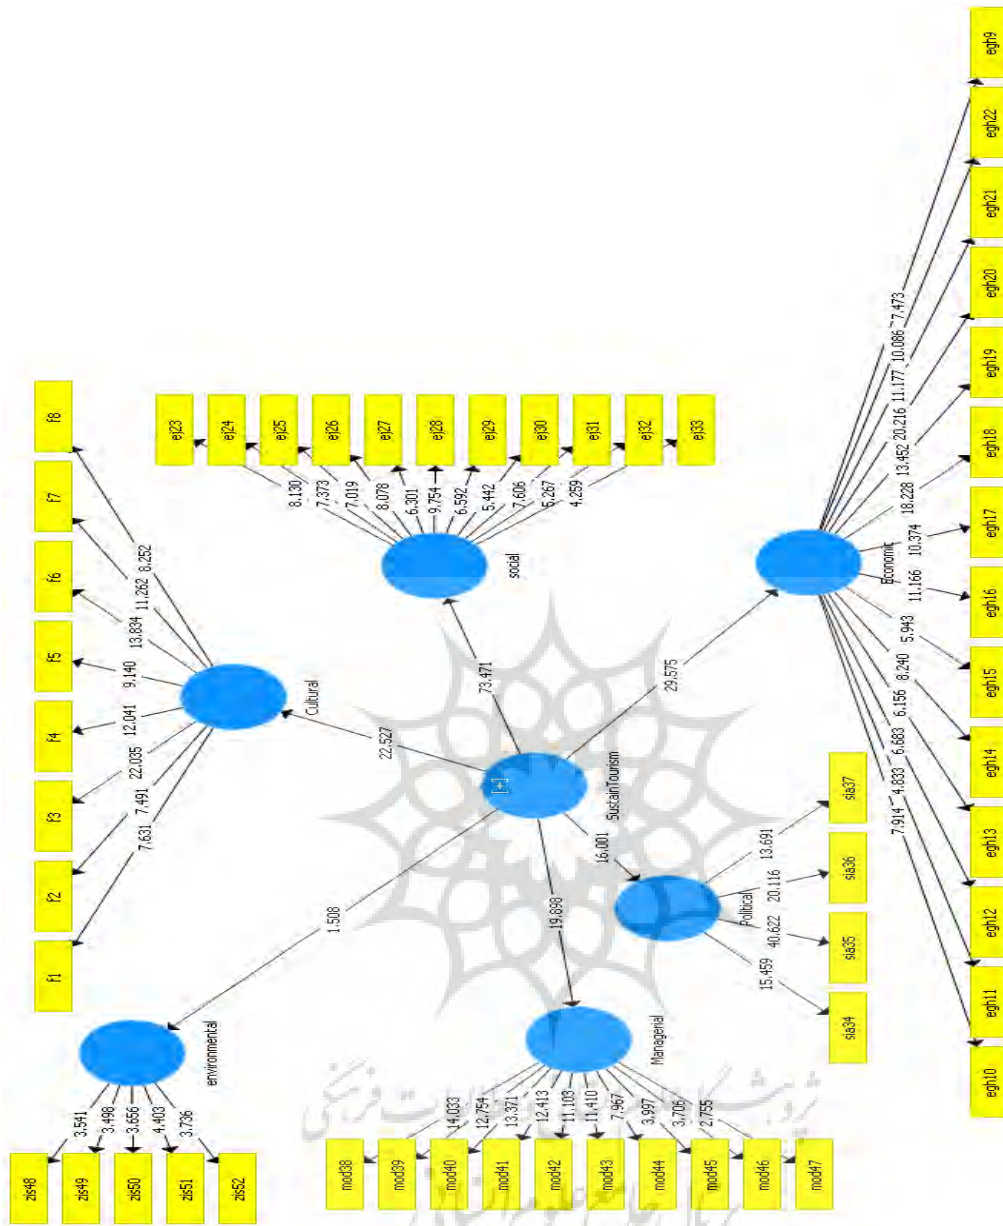 f1
f2
f3
f4
f5
f6
f7
f8
7.631
7.491
22.035
12.041
9.140
13.834
11.262
8.252
Cultural
22.527
ej23
ej24
ej25
ej26
ej27
ej28
ej29
ej30
ej31
ej32
ej33
8.130
7.373
7.019
8.078
6.301
9.754
6.592
5.442
7.606
5.267
4.259
social
73.471
zis48
zis49
zis50
zis51
zis52
3.541
3.498
3.656
4.403
3.736
environmental
1.508
SustainTourism
[+]
29.575
16.001
19.898
mod38
mod39
mod40
mod41
mod42
mod43
mod44
mod45
mod46
mod47
14.033
12.754
13.371
12.413
11.103
11.410
7.967
3.997
3.706
2.755
Managerial
Political
15.459
40.622
20.116
13.691
sia34
sia35
sia36
sia37
Economic
7.914
4.833
6.683
6.156
8.240
5.943
11.166
10.374
18.228
13.452
20.216
11.177
10.086
7.473
egh10
egh11
egh12
egh13
egh14
egh15
egh16
egh17
egh18
egh19
egh20
egh21
egh22
egh9
پژوهشگاه علوم انسانی و مطالعات فرهنگی
پرتال جامع علوم انسانی